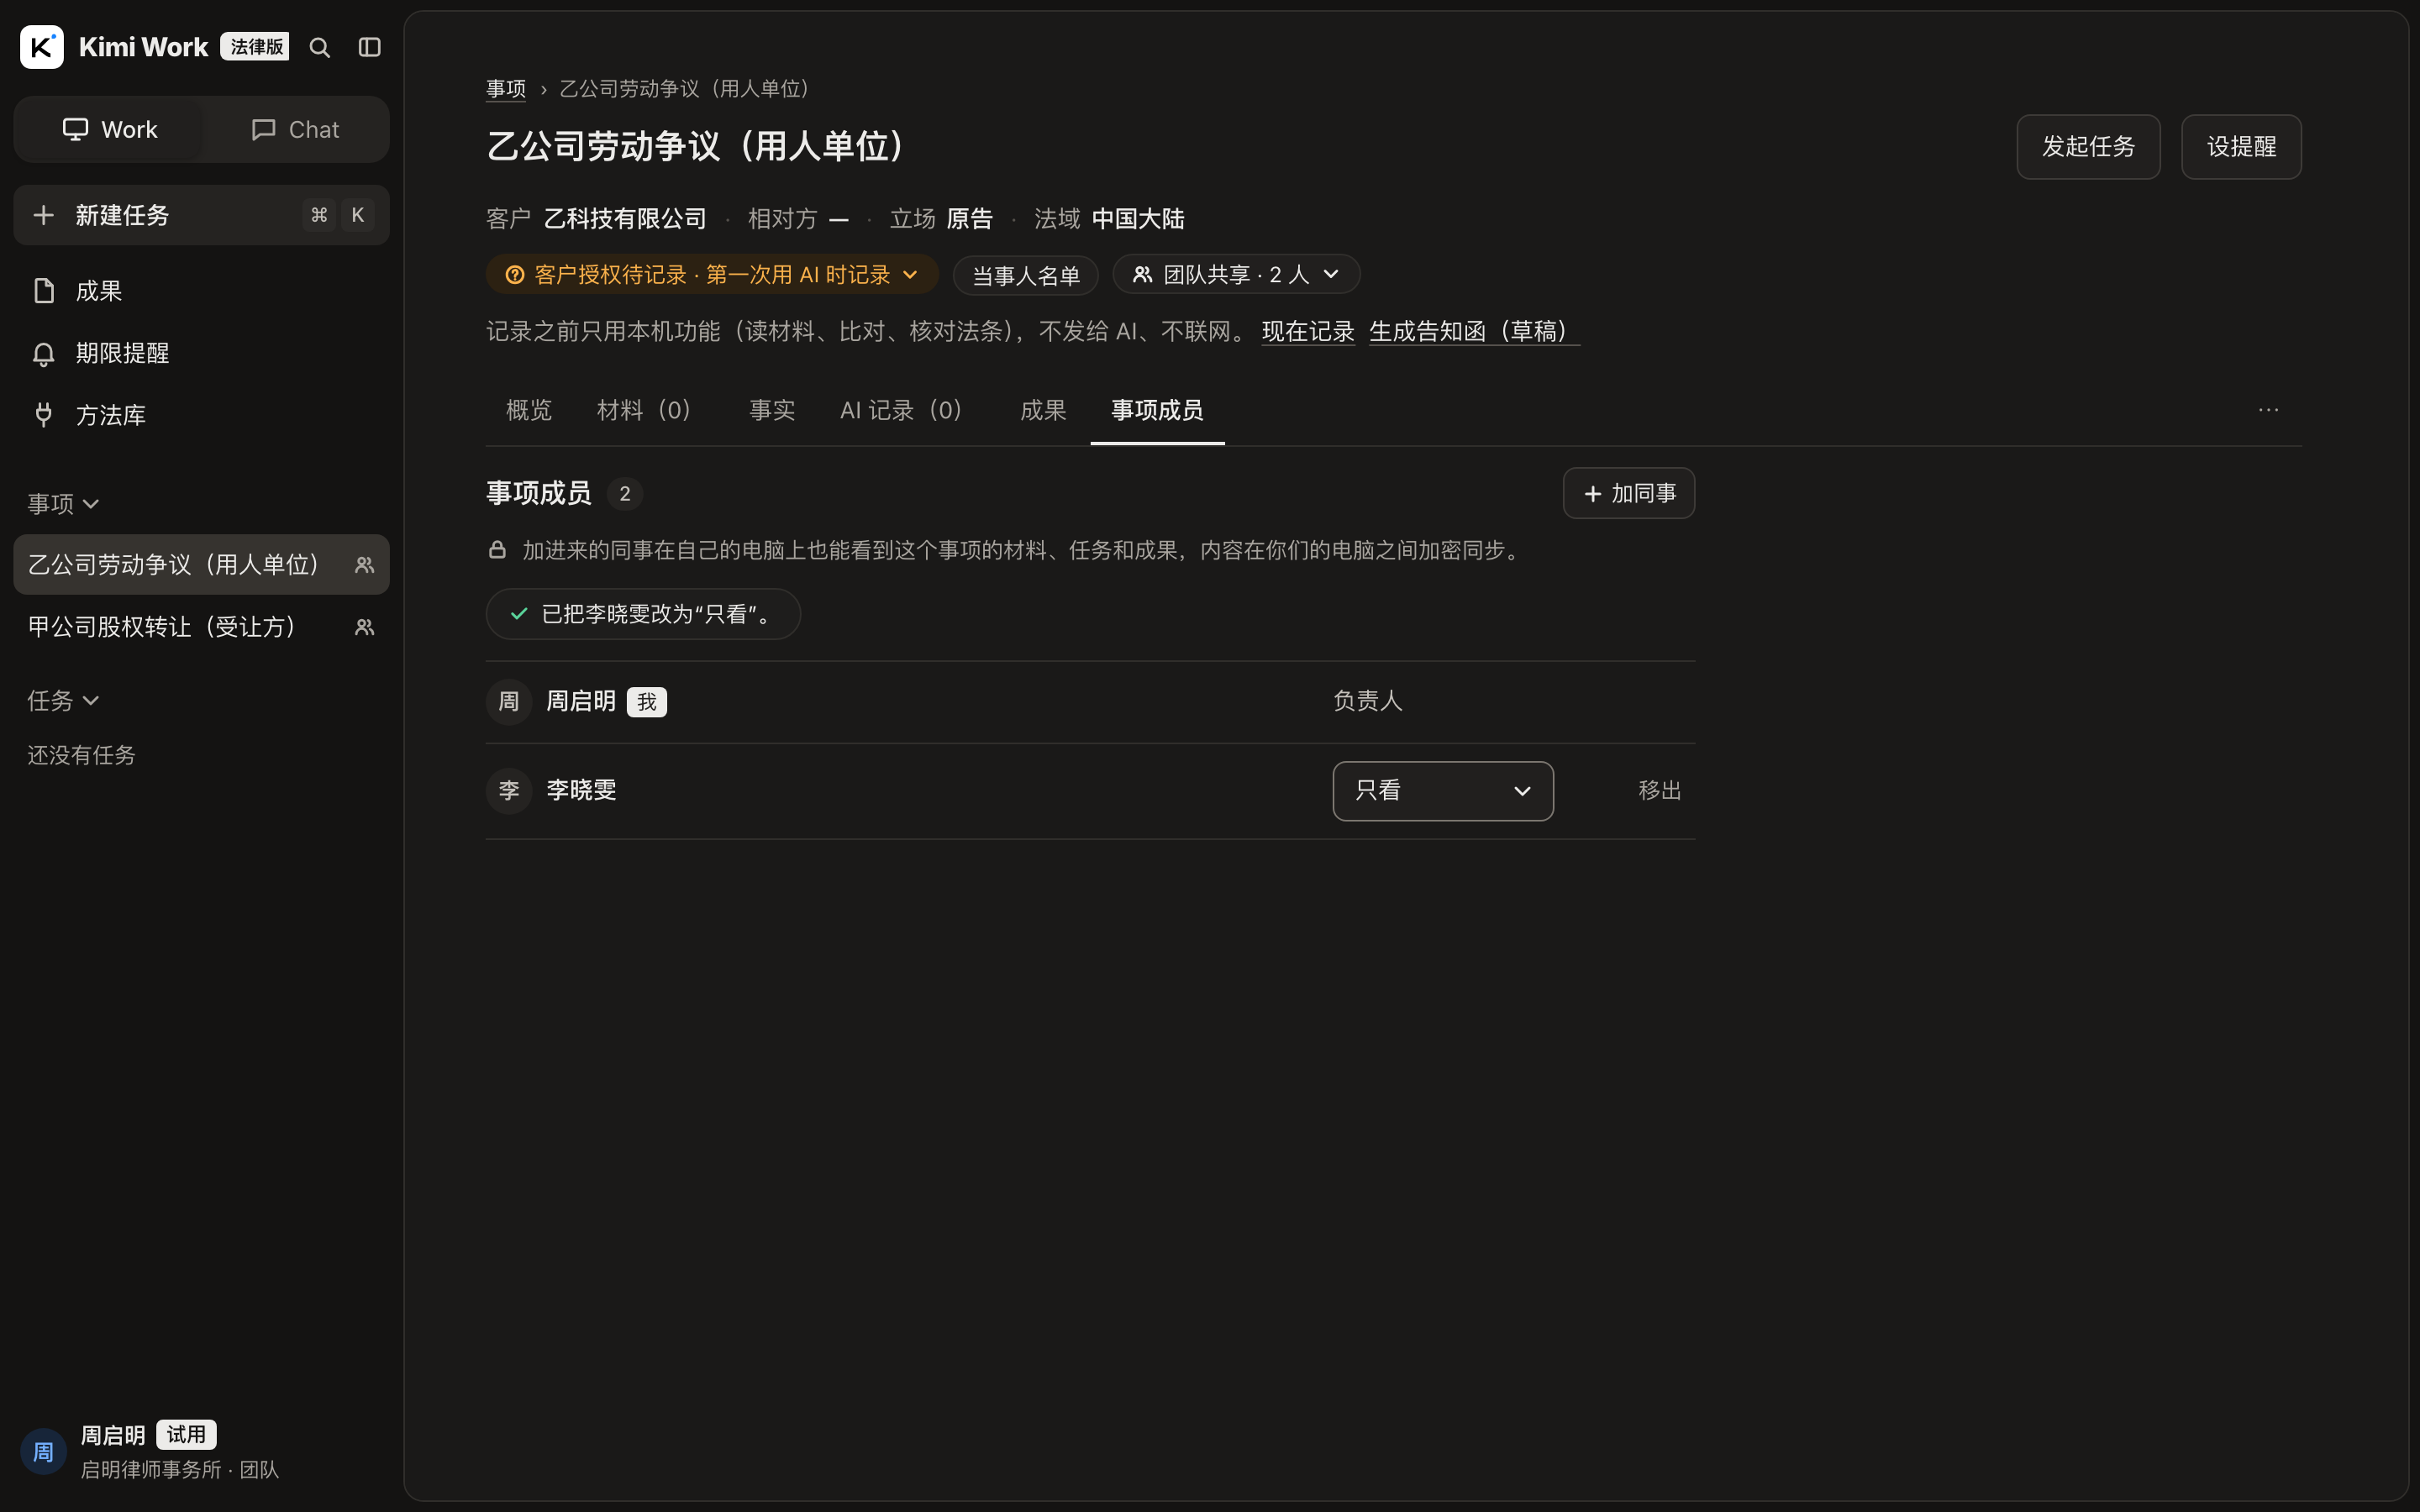 Kimi Work 法律版
Work Chat
新建任务 ⌘ K
成果
期限提醒
方法库
事项
乙公司劳动争议（用人单位）
甲公司股权转让（受让方）
任务
还没有任务
周 周启明 试用
启明律师事务所 · 团队
事项 › 乙公司劳动争议（用人单位）
乙公司劳动争议（用人单位）
发起任务 设提醒
客户 乙科技有限公司 · 相对方 — · 立场 原告 · 法域 中国大陆
客户授权待记录 · 第一次用 AI 时记录 当事人名单 团队共享 · 2 人
记录之前只用本机功能（读材料、比对、核对法条），不发给 AI、不联网。 现在记录 生成告知函（草稿）
概览 材料（0） 事实 AI 记录（0） 成果 事项成员 ···
事项成员 2 + 加同事
加进来的同事在自己的电脑上也能看到这个事项的材料、任务和成果，内容在你们的电脑之间加密同步。
已把李晓雯改为“只看”。
周 周启明 我 负责人
李 李晓雯 只看 移出